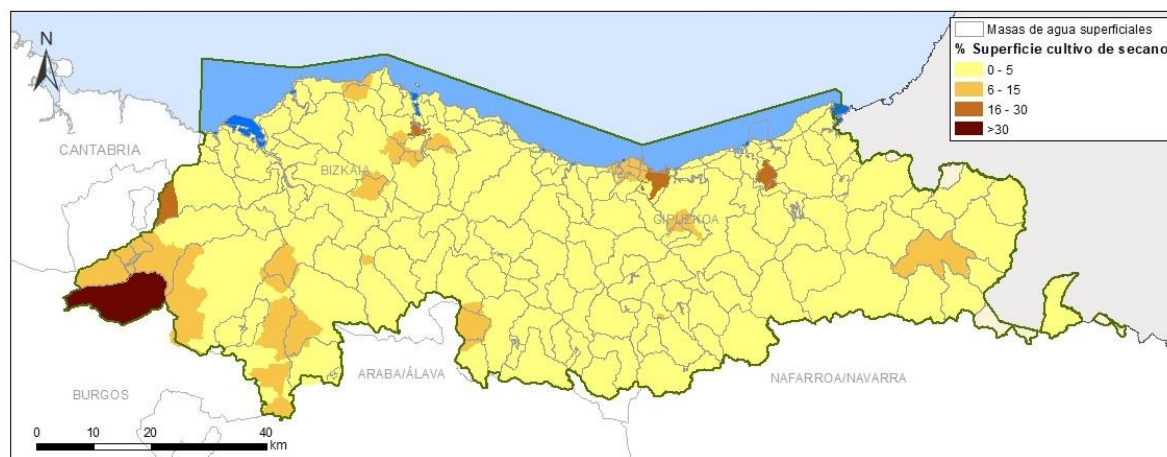 N
Masas de agua superficiales
% Superficie cultivo de secano
0 - 5
6 - 15
16 - 30
>30
CANTABRIA
BIZKAIA
GIPUZKOA
ARABA/ÁLAVA
NAFARROA/NAVARRA
BURGOS
0 10 20 40
km